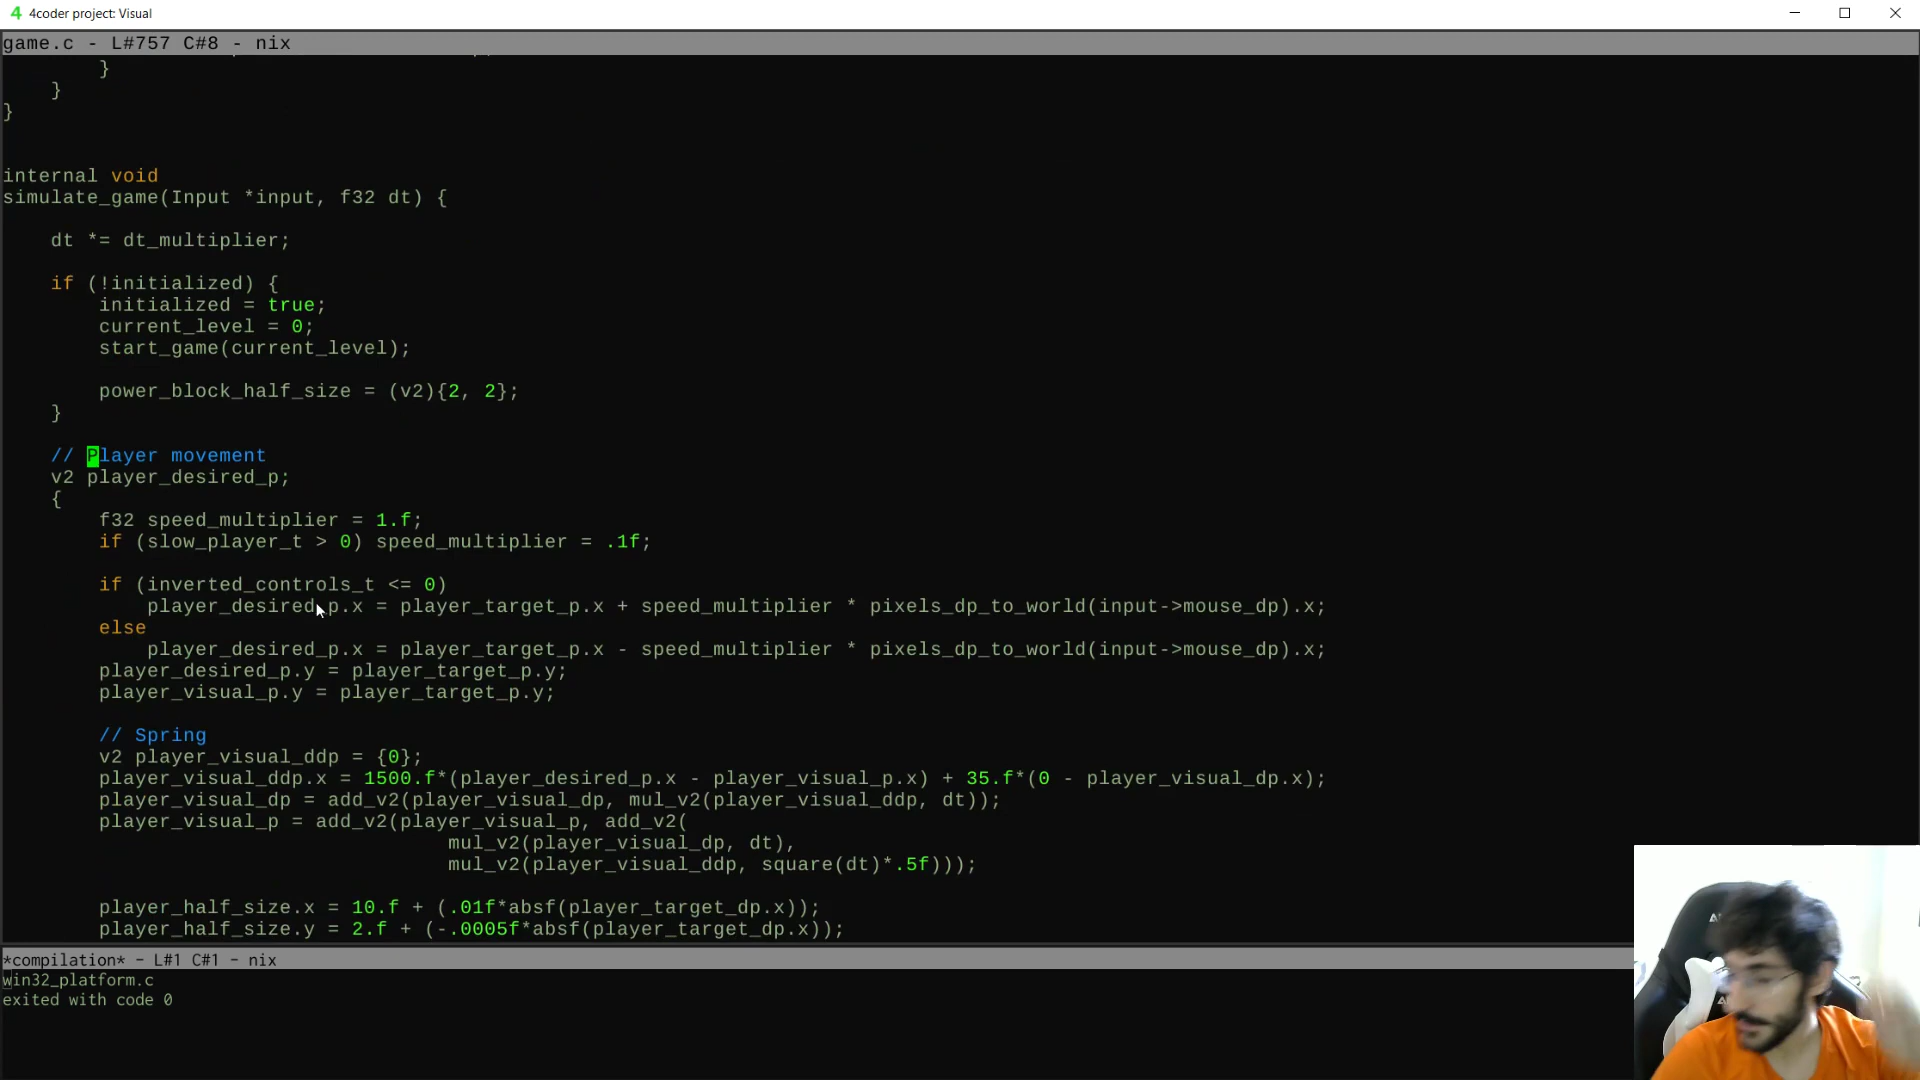 4coder project: Visual
game.c - L#757 C#8 - nix
}
}
}
internal void
simulate_game(Input *input, f32 dt) {
dt *= dt_multiplier;
if (!initialized) {
initialized = true;
current_level = 0;
start_game(current_level);
power_block_half_size = (v2){2, 2};
}
// Player movement
v2 player_desired_p;
{
f32 speed_multiplier = 1.f;
if (slow_player_t > 0) speed_multiplier = .1f;
if (inverted_controls_t <= 0)
player_desired_p.x = player_target_p.x + speed_multiplier * pixels_dp_to_world(input->mouse_dp).x;
else
player_desired_p.x = player_target_p.x - speed_multiplier * pixels_dp_to_world(input->mouse_dp).x;
player_desired_p.y = player_target_p.y;
player_visual_p.y = player_target_p.y;
// Spring
v2 player_visual_ddp = {0};
player_visual_ddp.x = 1500.f*(player_desired_p.x - player_visual_p.x) + 35.f*(0 - player_visual_dp.x);
player_visual_dp = add_v2(player_visual_dp, mul_v2(player_visual_ddp, dt));
player_visual_p = add_v2(player_visual_p, add_v2(
mul_v2(player_visual_dp, dt),
mul_v2(player_visual_ddp, square(dt)*.5f)));
player_half_size.x = 10.f + (.01f*absf(player_target_dp.x));
player_half_size.y = 2.f + (-.0005f*absf(player_target_dp.x));
*compilation* - L#1 C#1 - nix
win32_platform.c
exited with code 0